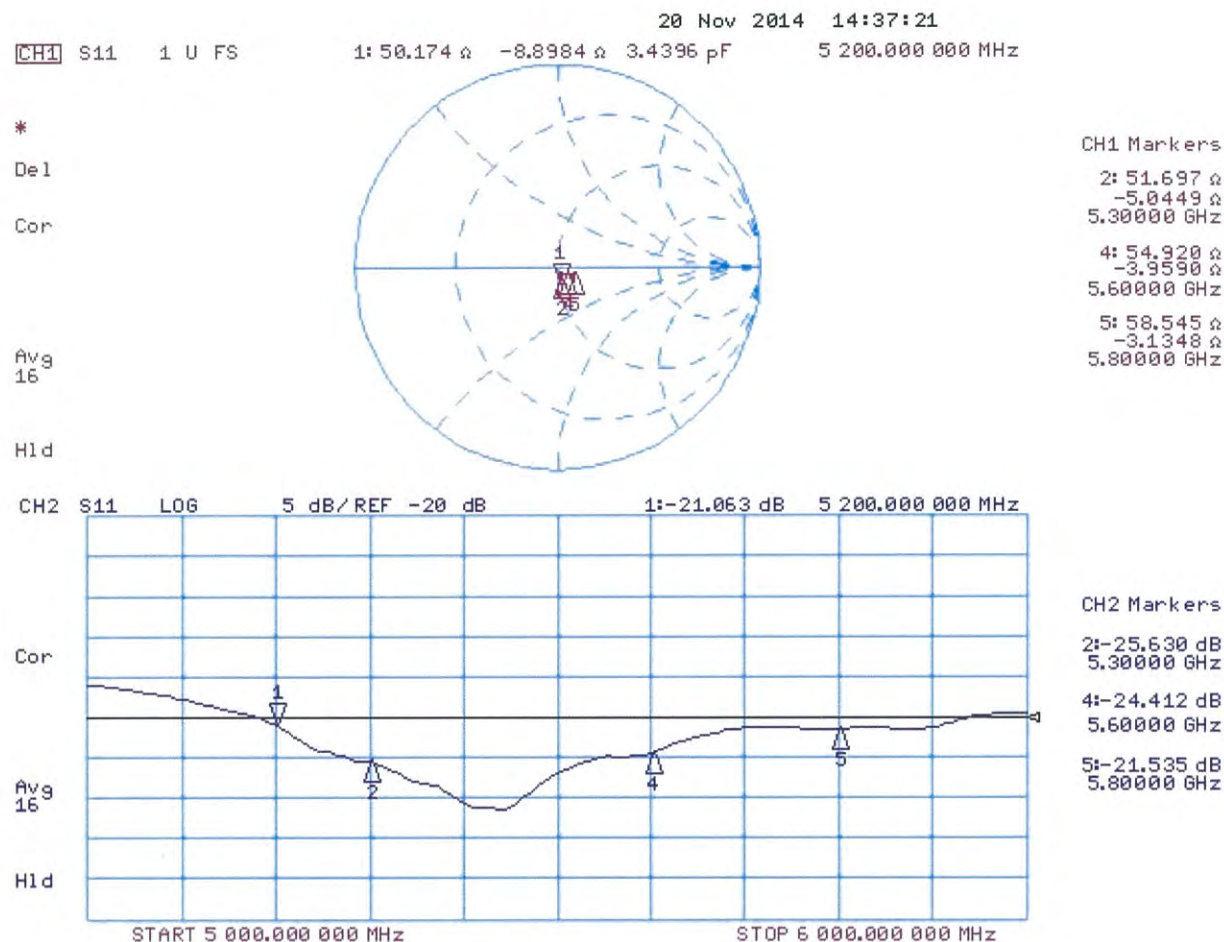 20 Nov 2014 14:37:21
CH1 S11 1 U FS 1: 50.174 Ω -8.8984 Ω 3.4396 pF 5 200.000 000 MHz
*
Del
Cor
Avg
16
Hld
1
2 5
CH1 Markers
2: 51.697 Ω
-5.0449 Ω
5.30000 GHz
4: 54.920 Ω
-3.9590 Ω
5.60000 GHz
5: 58.545 Ω
-3.1348 Ω
5.80000 GHz
CH2 S11 LOG 5 dB/REF -20 dB 1:-21.063 dB 5 200.000 000 MHz
Cor
Avg
16
Hld
1
2
4
5
CH2 Markers
2:-25.630 dB
5.30000 GHz
4:-24.412 dB
5.60000 GHz
5:-21.535 dB
5.80000 GHz
START 5 000.000 000 MHz STOP 6 000.000 000 MHz